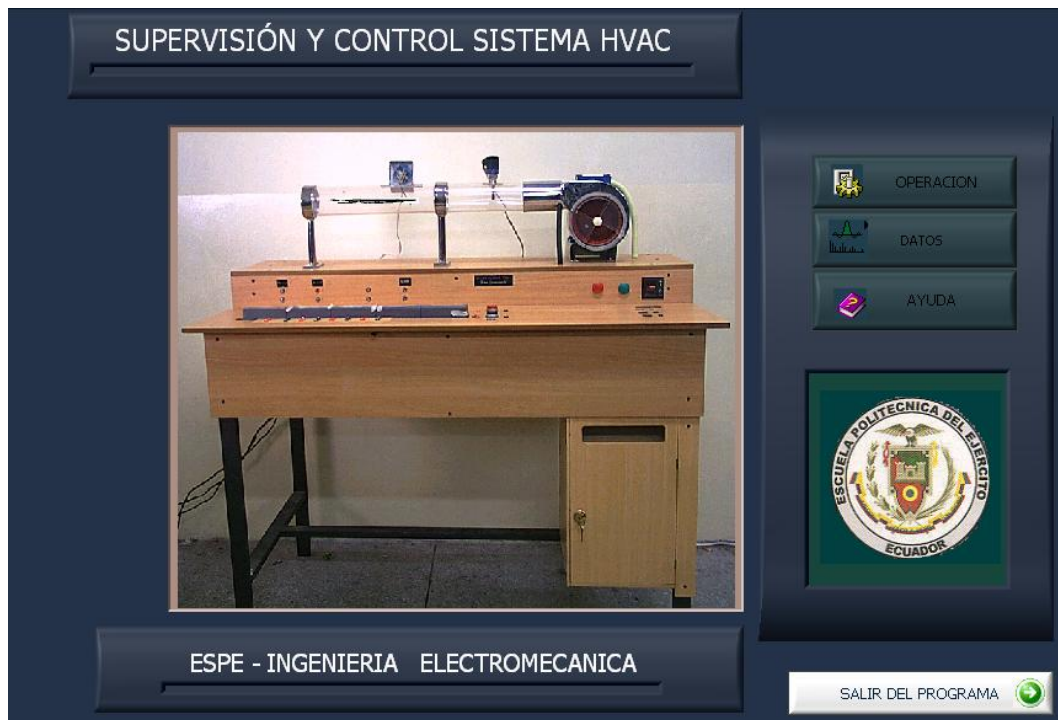 SUPERVISIÓN Y CONTROL SISTEMA HVAC
OPERACION
DATOS
AYUDA
ESCUELA POLITECNICA DEL EJERCITO
ECUADOR
ESPE - INGENIERIA ELECTROMECANICA
SALIR DEL PROGRAMA